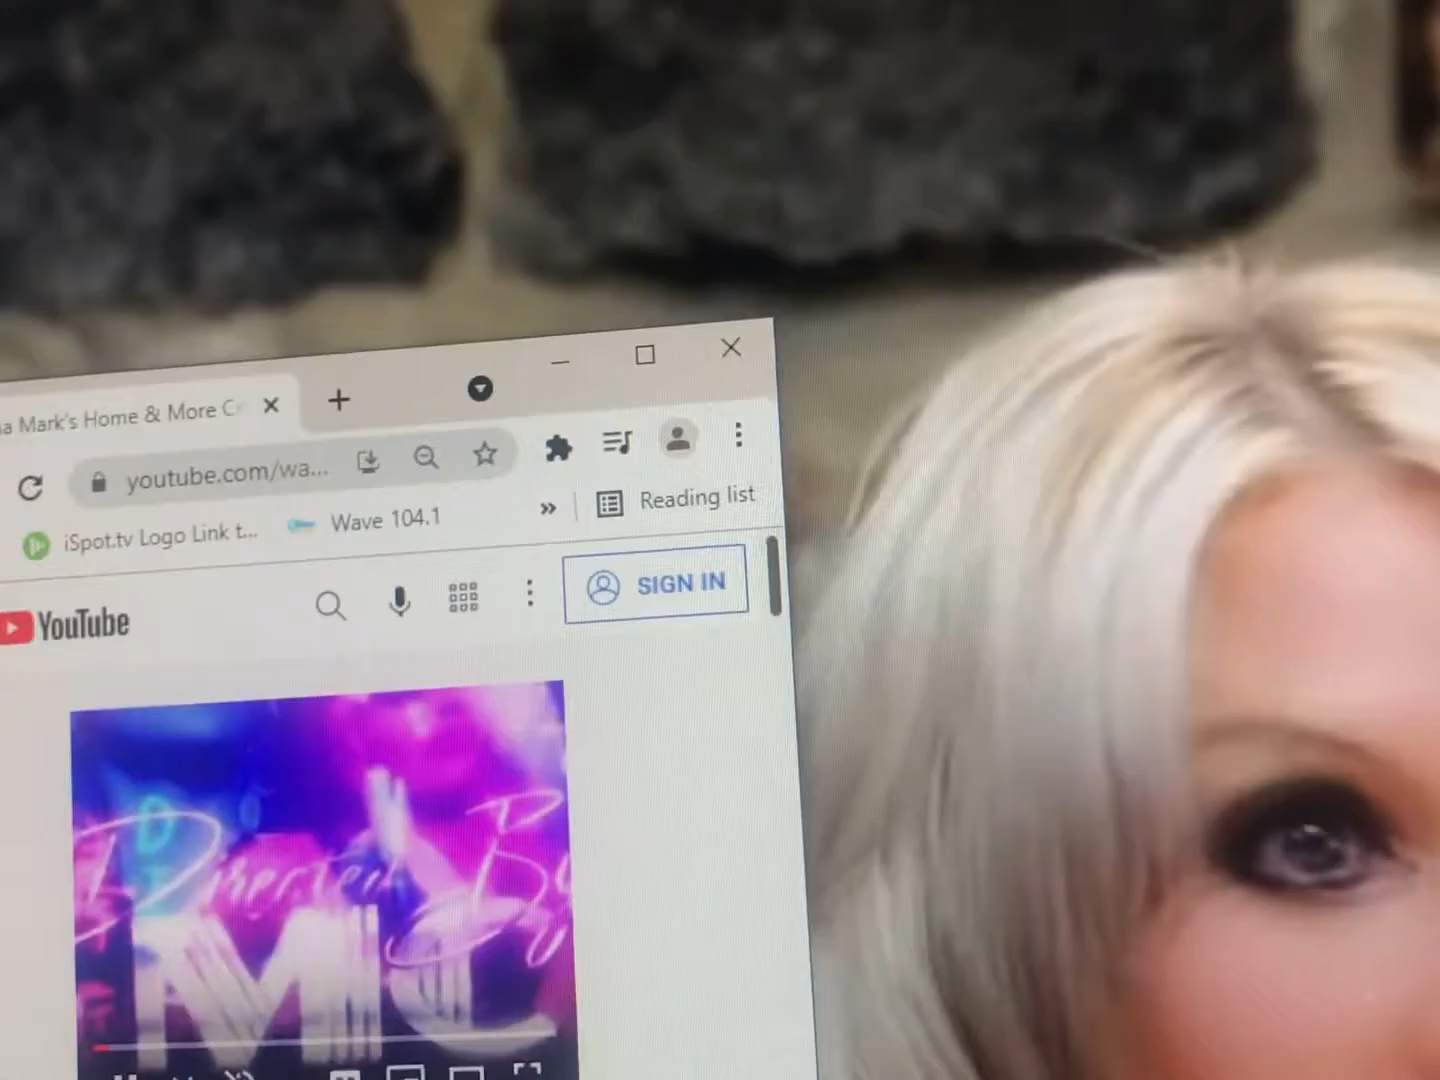 a Mark's Home & More C
youtube.com/wa...
iSpot.tv Logo Link t...
Wave 104.1
»
Reading list
YouTube
SIGN IN
Directed By